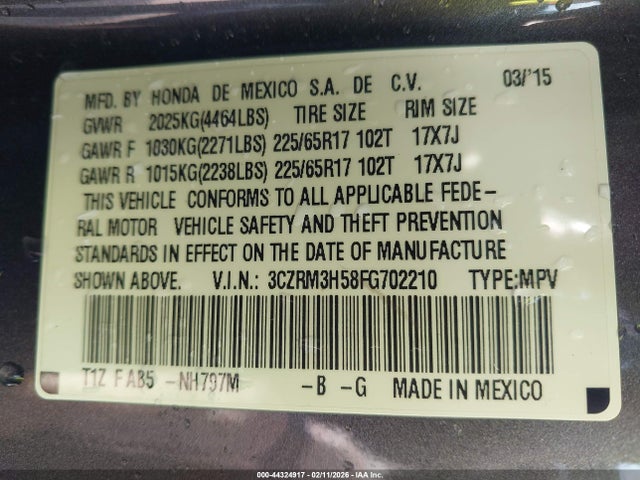 MFD. BY HONDA DE MEXICO S.A. DE C.V. 03/'15
GVWR 2025KG(4464LBS) TIRE SIZE RIM SIZE
GAWR F 1030KG(2271LBS) 225/65R17 102T 17X7J
GAWR R 1015KG(2238LBS) 225/65R17 102T 17X7J
THIS VEHICLE CONFORMS TO ALL APPLICABLE FEDE-
RAL MOTOR VEHICLE SAFETY AND THEFT PREVENTION
STANDARDS IN EFFECT ON THE DATE OF MANUFACTURE
SHOWN ABOVE. V.I.N.: 3CZRM3H58FG702210 TYPE:MPV
T1Z F AB5 -NH797M -B -G MADE IN MEXICO
000-44324917 - 02/11/2026 - IAA Inc.